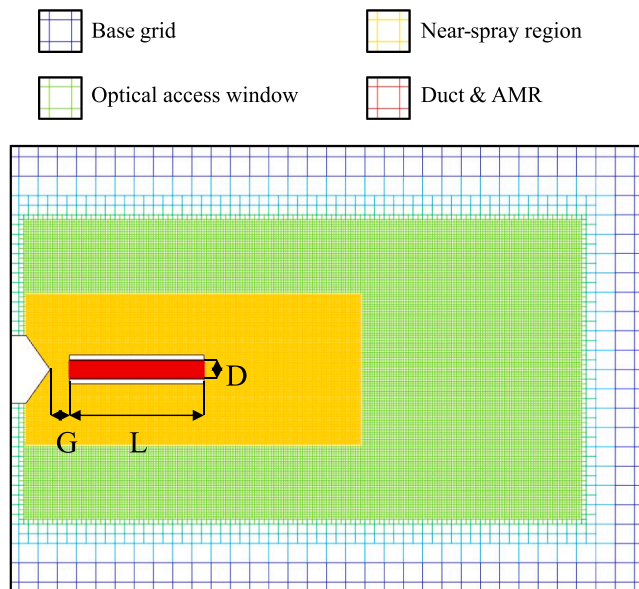 Base grid
Near-spray region
Optical access window
Duct & AMR
D
G
L